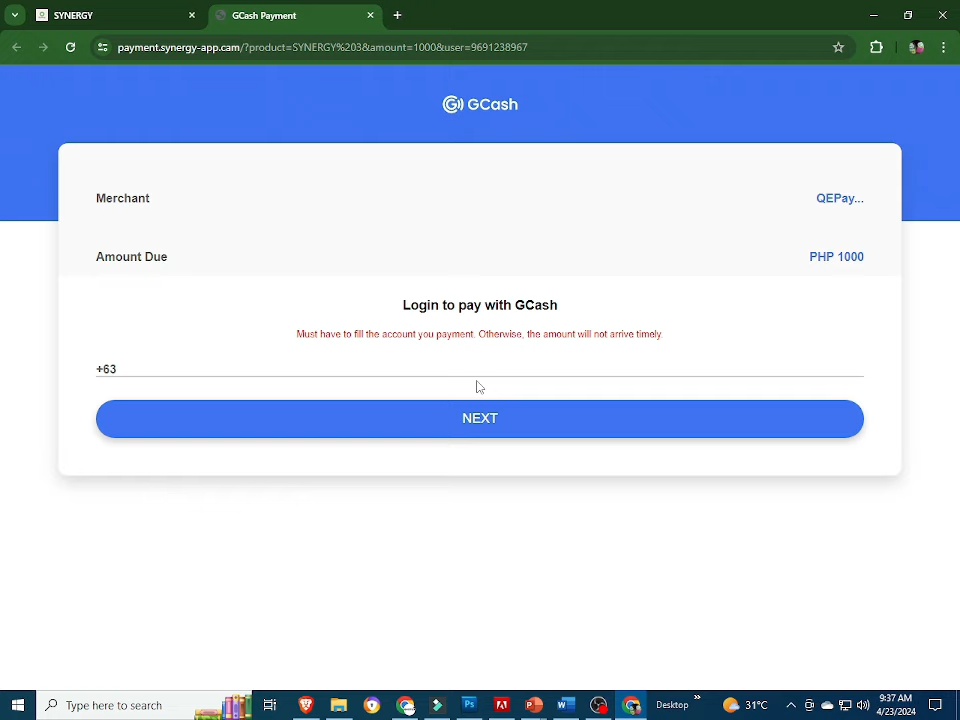 SYNERGY
GCash Payment
payment.synergy-app.cam/?product=SYNERGY%203&amount=1000&user=9691238967
GCash
Merchant
QEPay...
Amount Due
PHP 1000
Login to pay with GCash
Must have to fill the account you payment. Otherwise, the amount will not arrive timely.
+63
NEXT
Type here to search
Desktop
31°C
9:37 AM
4/23/2024